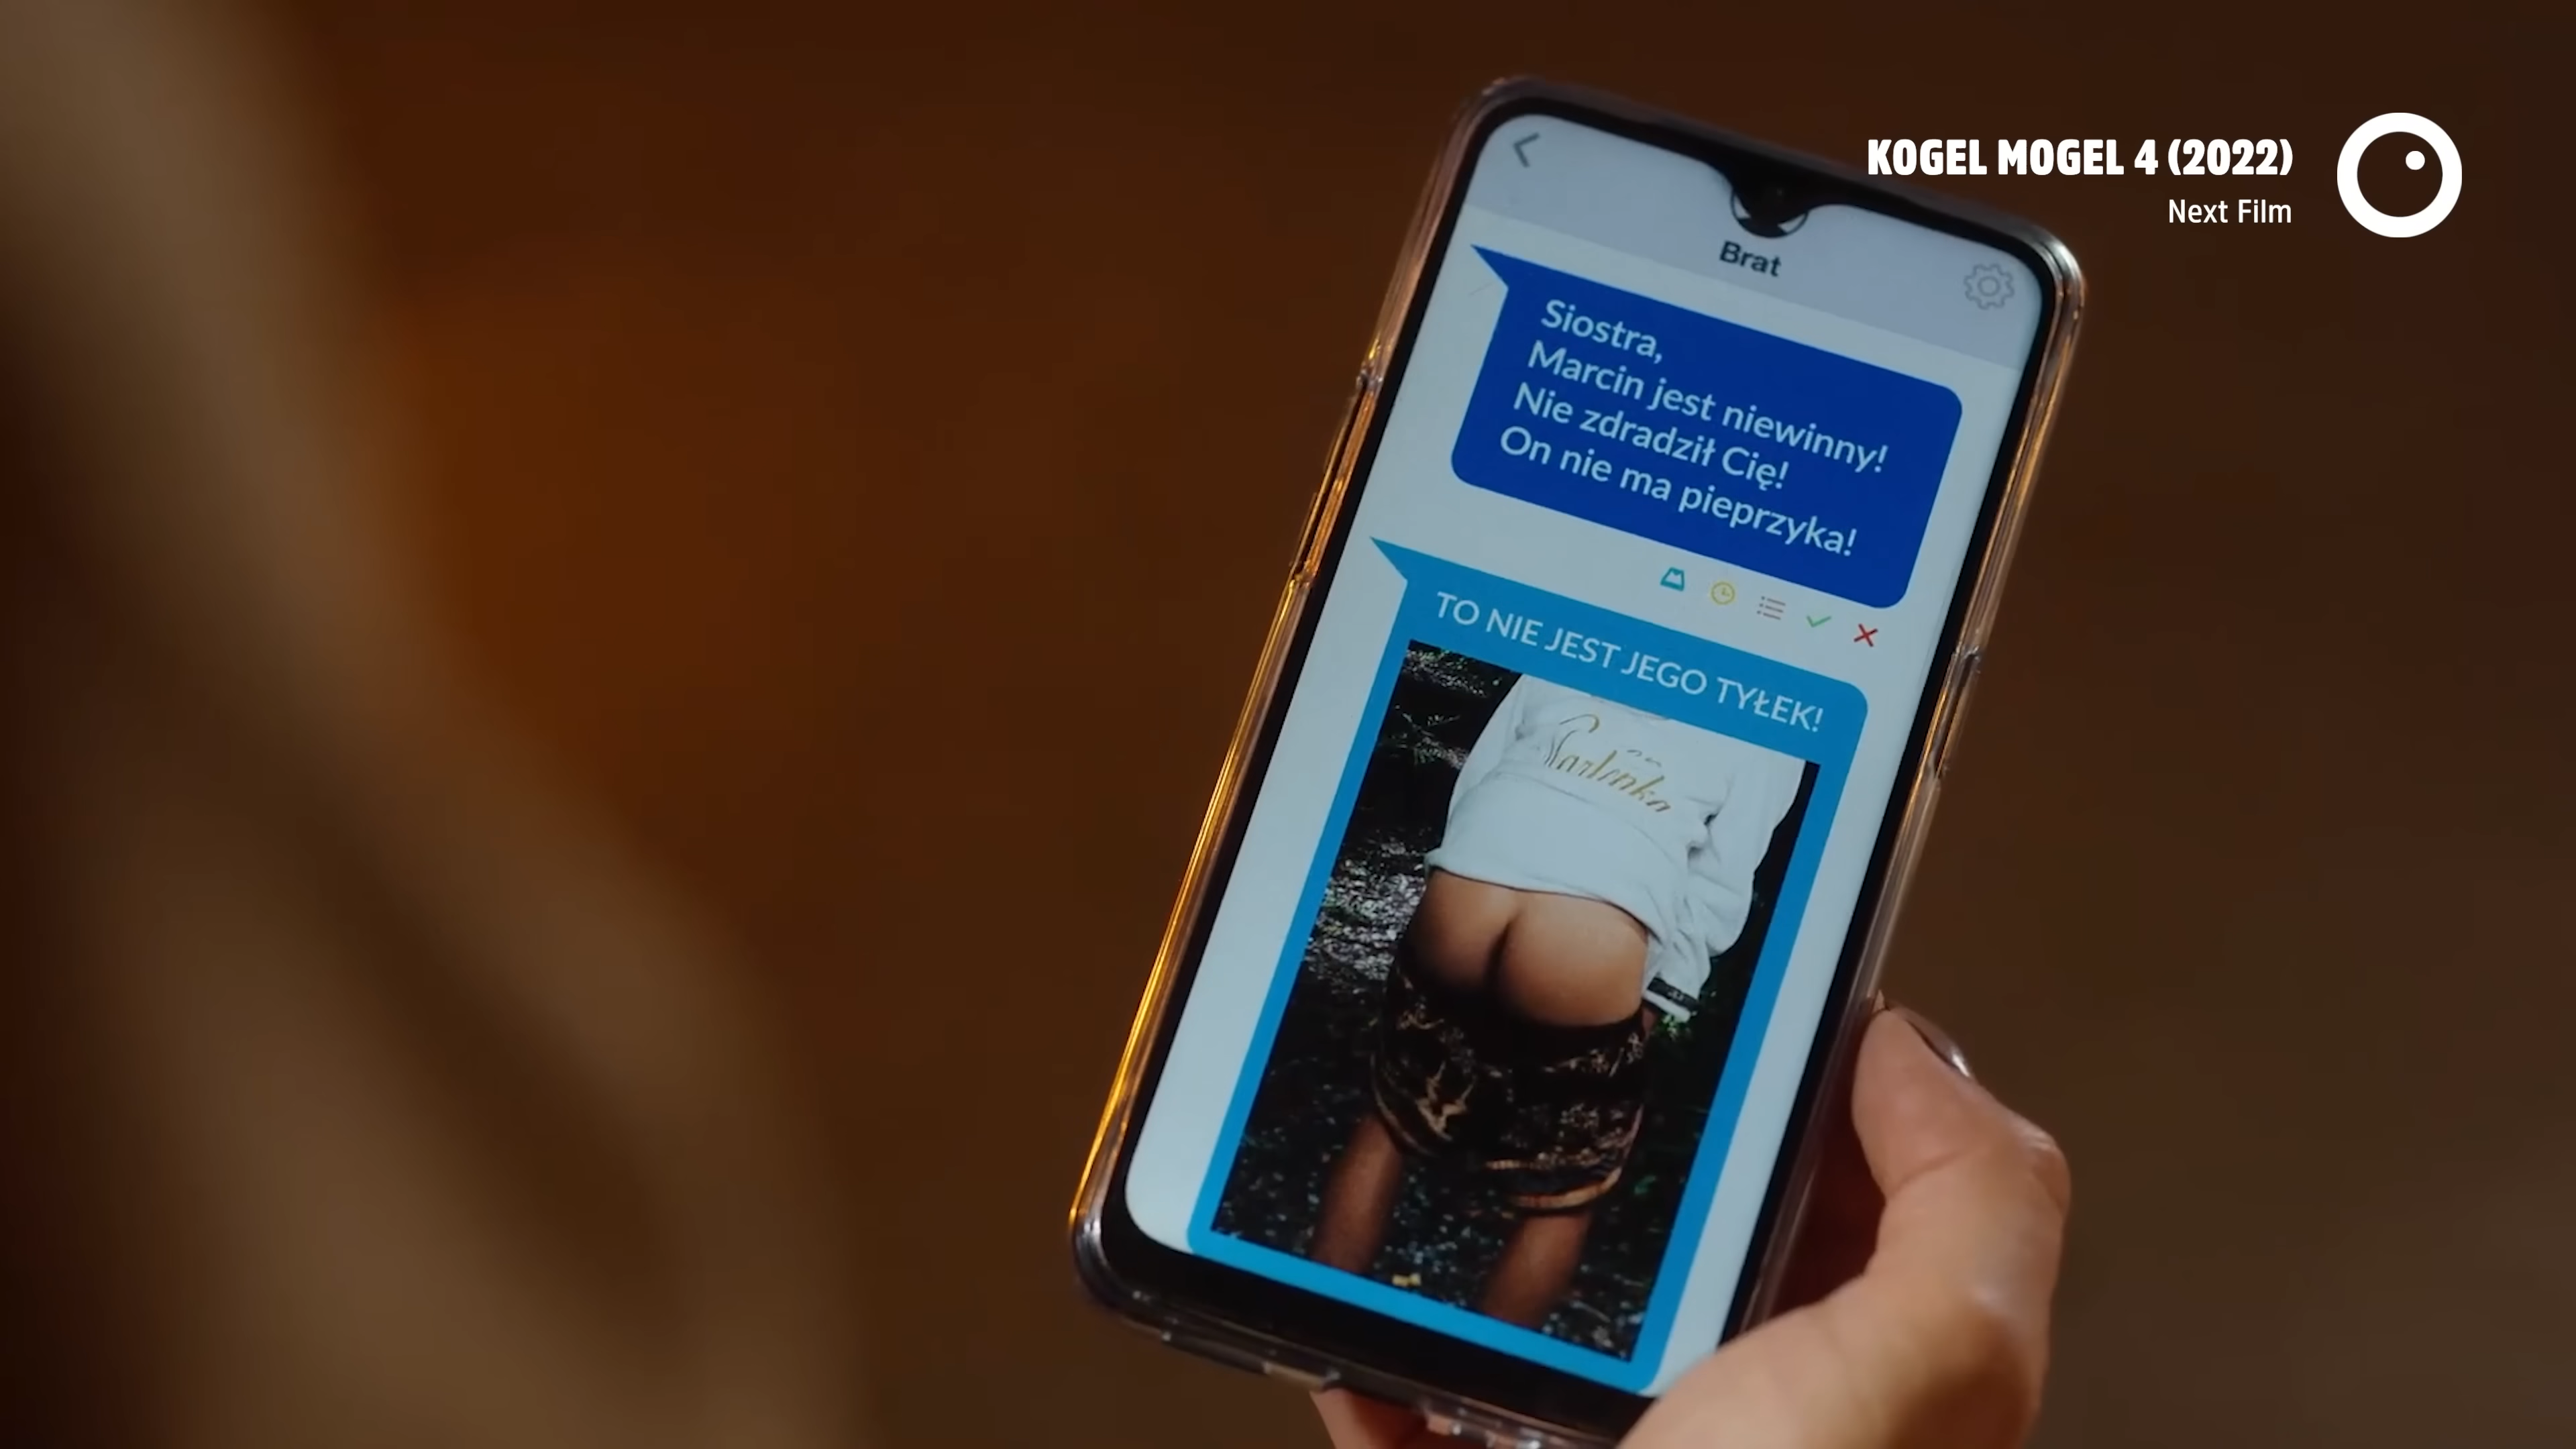 KOGEL MOGEL 4 (2022)
Next Film
Brat
Siostra,
Marcin jest niewinny!
Nie zdradził Cię!
On nie ma pieprzyka!
TO NIE JEST JEGO TYŁEK!
Marlenka